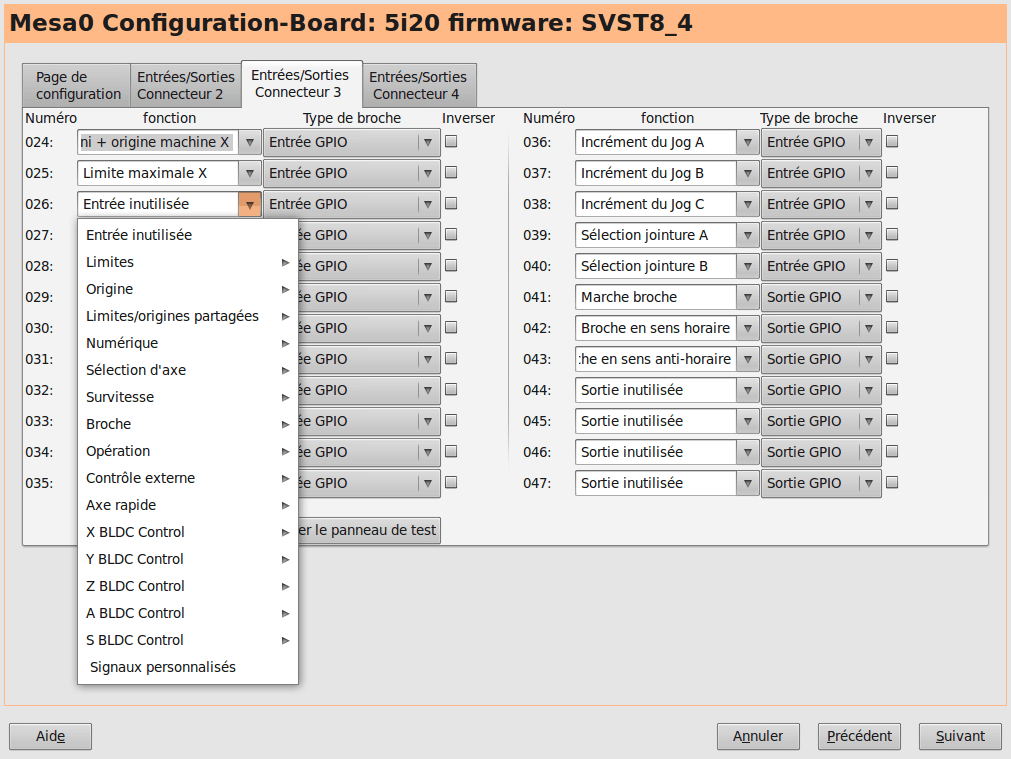 Mesa0 Configuration-Board: 5i20 firmware: SVST8_4
Page de configuration
Entrées/Sorties Connecteur 2
Entrées/Sorties Connecteur 3
Entrées/Sorties Connecteur 4
Numéro fonction Type de broche Inverser Numéro fonction Type de broche Inverser
024: ni + origine machine X Entrée GPIO 036: Incrément du Jog A Entrée GPIO
025: Limite maximale X Entrée GPIO 037: Incrément du Jog B Entrée GPIO
026: Entrée inutilisée Entrée GPIO 038: Incrément du Jog C Entrée GPIO
027: ée GPIO 039: Sélection jointure A Entrée GPIO
028: ée GPIO 040: Sélection jointure B Entrée GPIO
029: ée GPIO 041: Marche broche Sortie GPIO
030: ée GPIO 042: Broche en sens horaire Sortie GPIO
031: ée GPIO 043: he en sens anti-horaire Sortie GPIO
032: ée GPIO 044: Sortie inutilisée Sortie GPIO
033: ée GPIO 045: Sortie inutilisée Sortie GPIO
034: ée GPIO 046: Sortie inutilisée Sortie GPIO
035: ée GPIO 047: Sortie inutilisée Sortie GPIO
er le panneau de test
Entrée inutilisée
Limites
Origine
Limites/origines partagées
Numérique
Sélection d'axe
Survitesse
Broche
Opération
Contrôle externe
Axe rapide
X BLDC Control
Y BLDC Control
Z BLDC Control
A BLDC Control
S BLDC Control
Signaux personnalisés
Aide Annuler Précédent Suivant